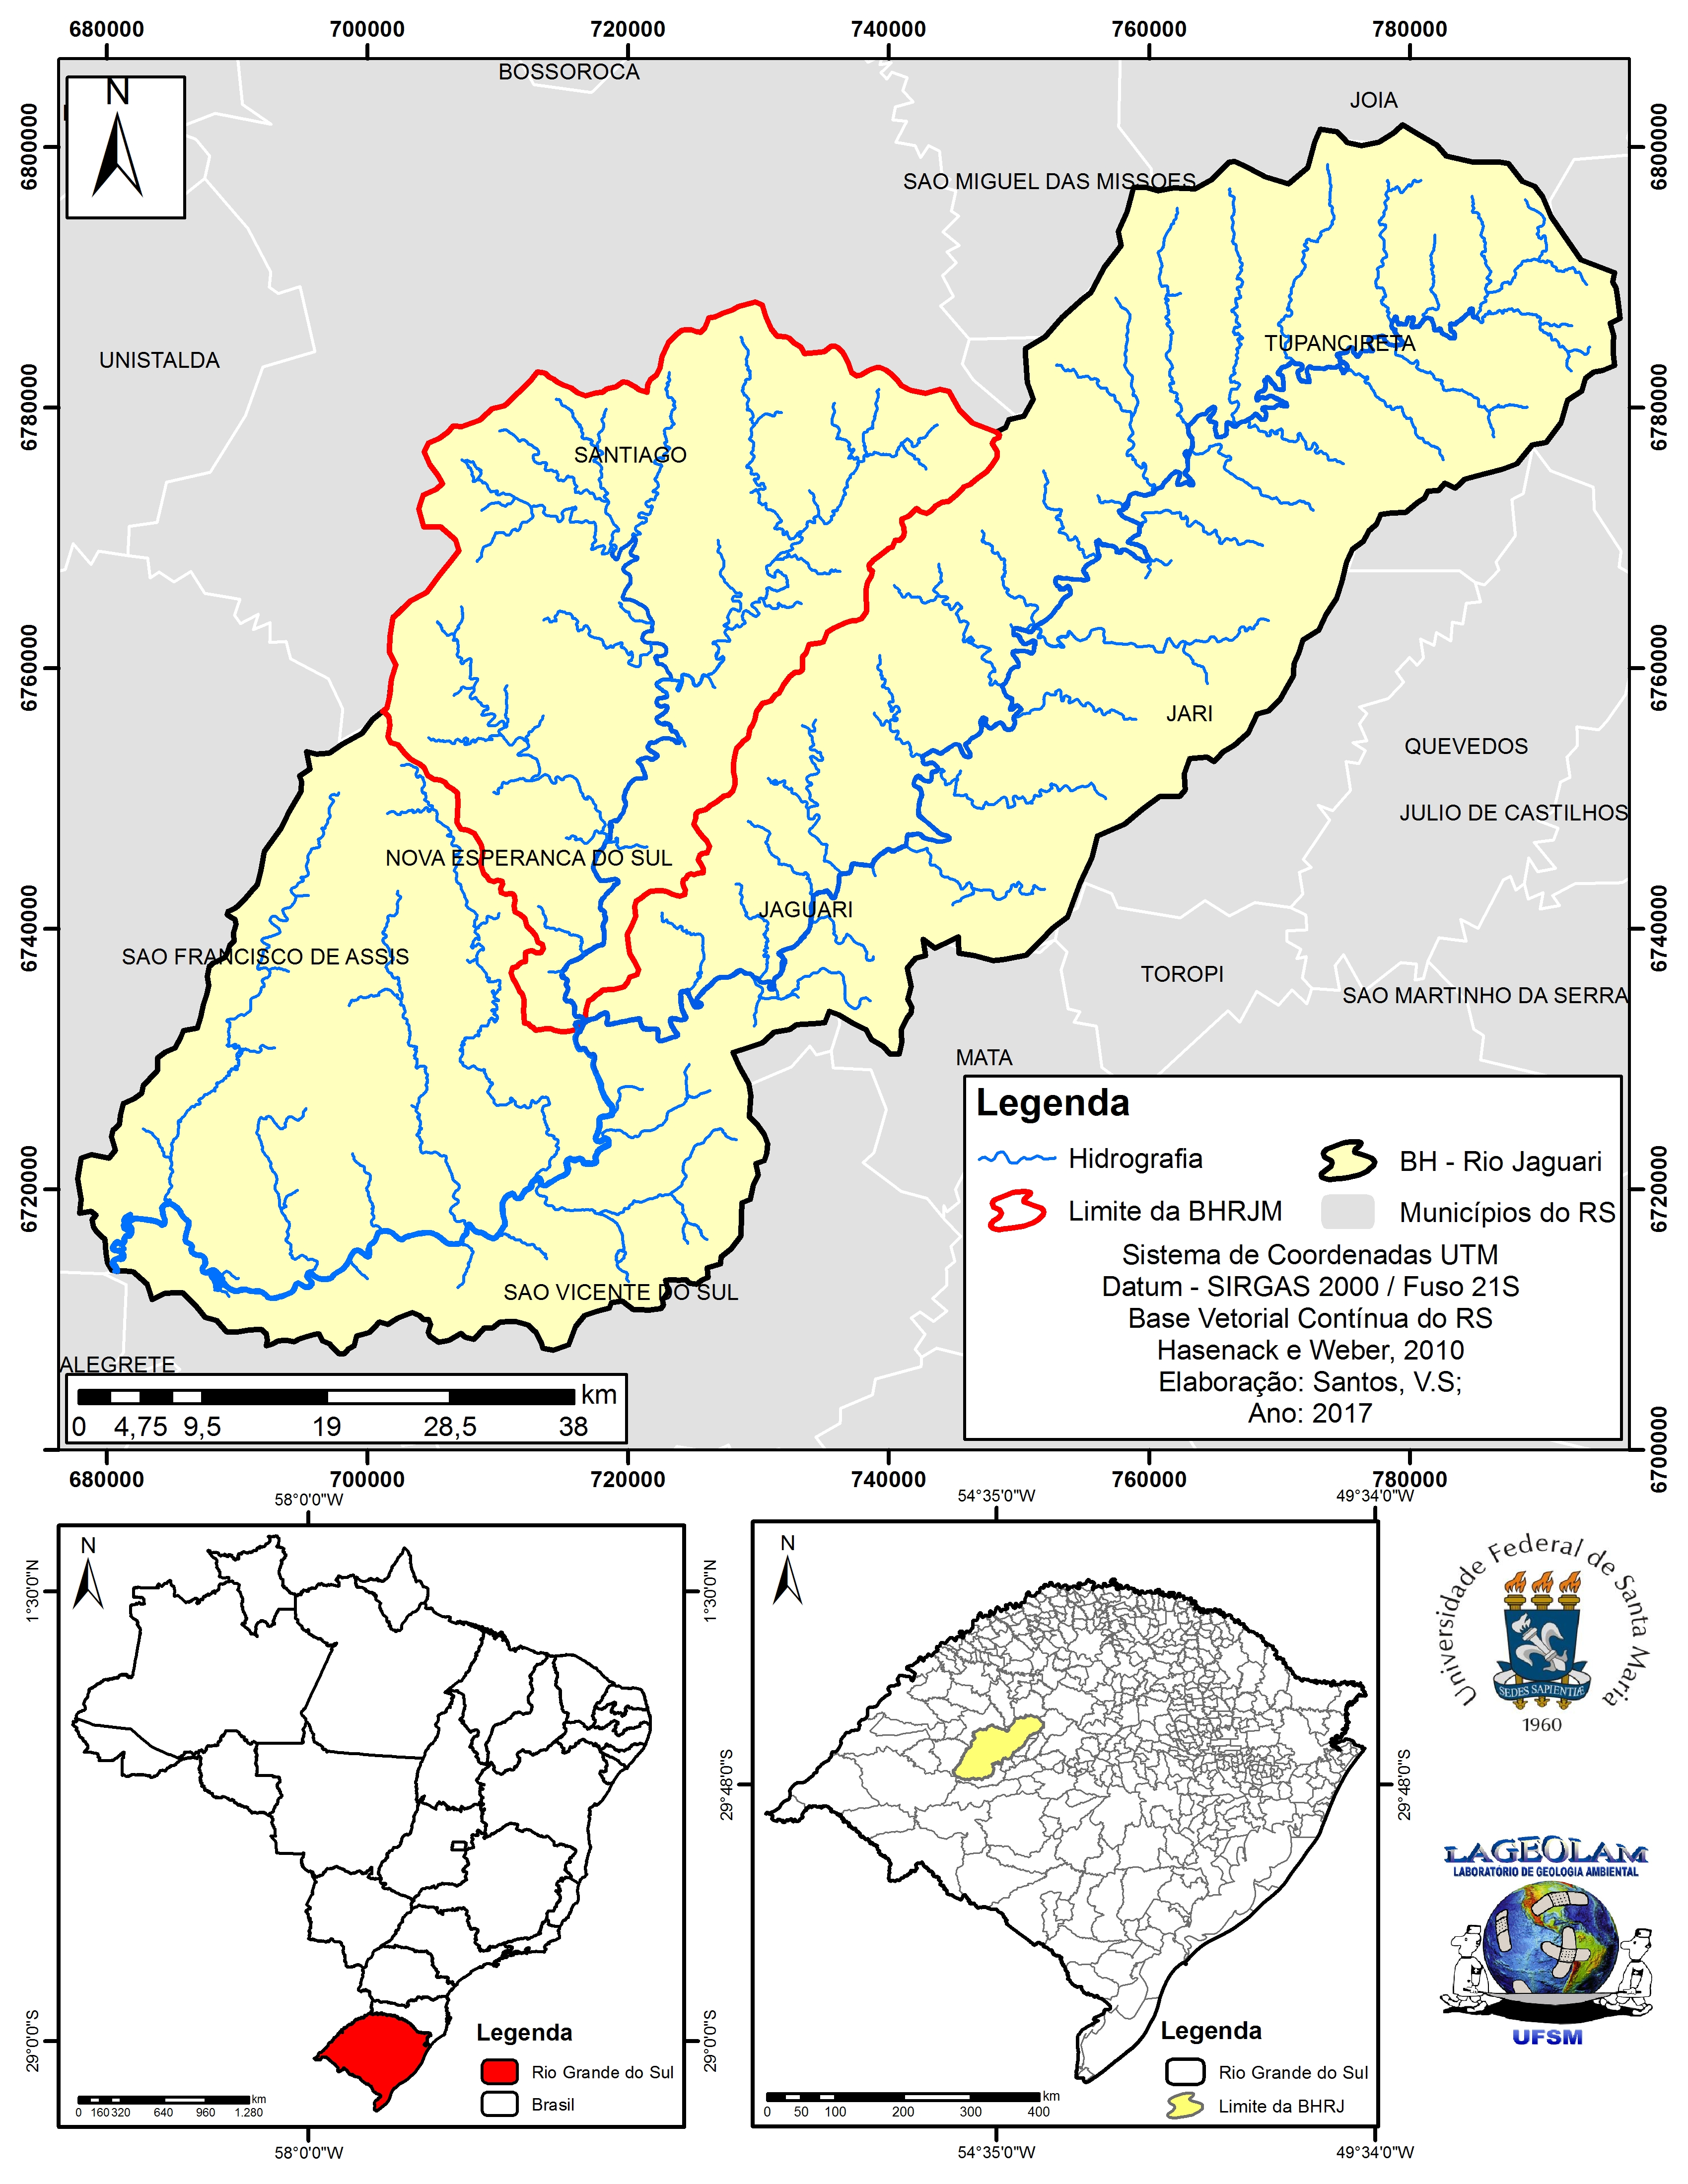 680000 700000 720000 740000 760000 780000
BOSSOROCA
JOIA
N
6800000
6800000
SAO MIGUEL DAS MISSOES
TUPANCIRETA
UNISTALDA
6780000
6780000
SANTIAGO
6760000
6760000
JARI
QUEVEDOS
JULIO DE CASTILHOS
NOVA ESPERANCA DO SUL
JAGUARI
6740000
6740000
SAO FRANCISCO DE ASSIS
TOROPI
SAO MARTINHO DA SERRA
MATA
Legenda
Hidrografia
BH - Rio Jaguari
Limite da BHRJM
Municípios do RS
6720000
6720000
Sistema de Coordenadas UTM
Datum - SIRGAS 2000 / Fuso 21S
Base Vetorial Contínua do RS
Hasenack e Weber, 2010
Elaboração: Santos, V.S;
Ano: 2017
SAO VICENTE DO SUL
ALEGRETE
km
0 4,75 9,5 19 28,5 38
6700000
680000 700000 720000 740000 760000 780000
58°0'0"W
N
1°30'0"N
1°30'0"N
29°0'0"S
29°0'0"S
Legenda
Rio Grande do Sul
Brasil
km
0 160 320 640 960 1.280
58°0'0"W
54°35'0"W
49°34'0"W
N
29°48'0"S
29°48'0"S
Legenda
Rio Grande do Sul
Limite da BHRJ
km
0 50 100 200 300 400
54°35'0"W
49°34'0"W
Universidade Federal de Santa Maria
SEDES SAPIENTIÆ
1960
LAGEOLAM
LABORATÓRIO DE GEOLOGIA AMBIENTAL
UFSM